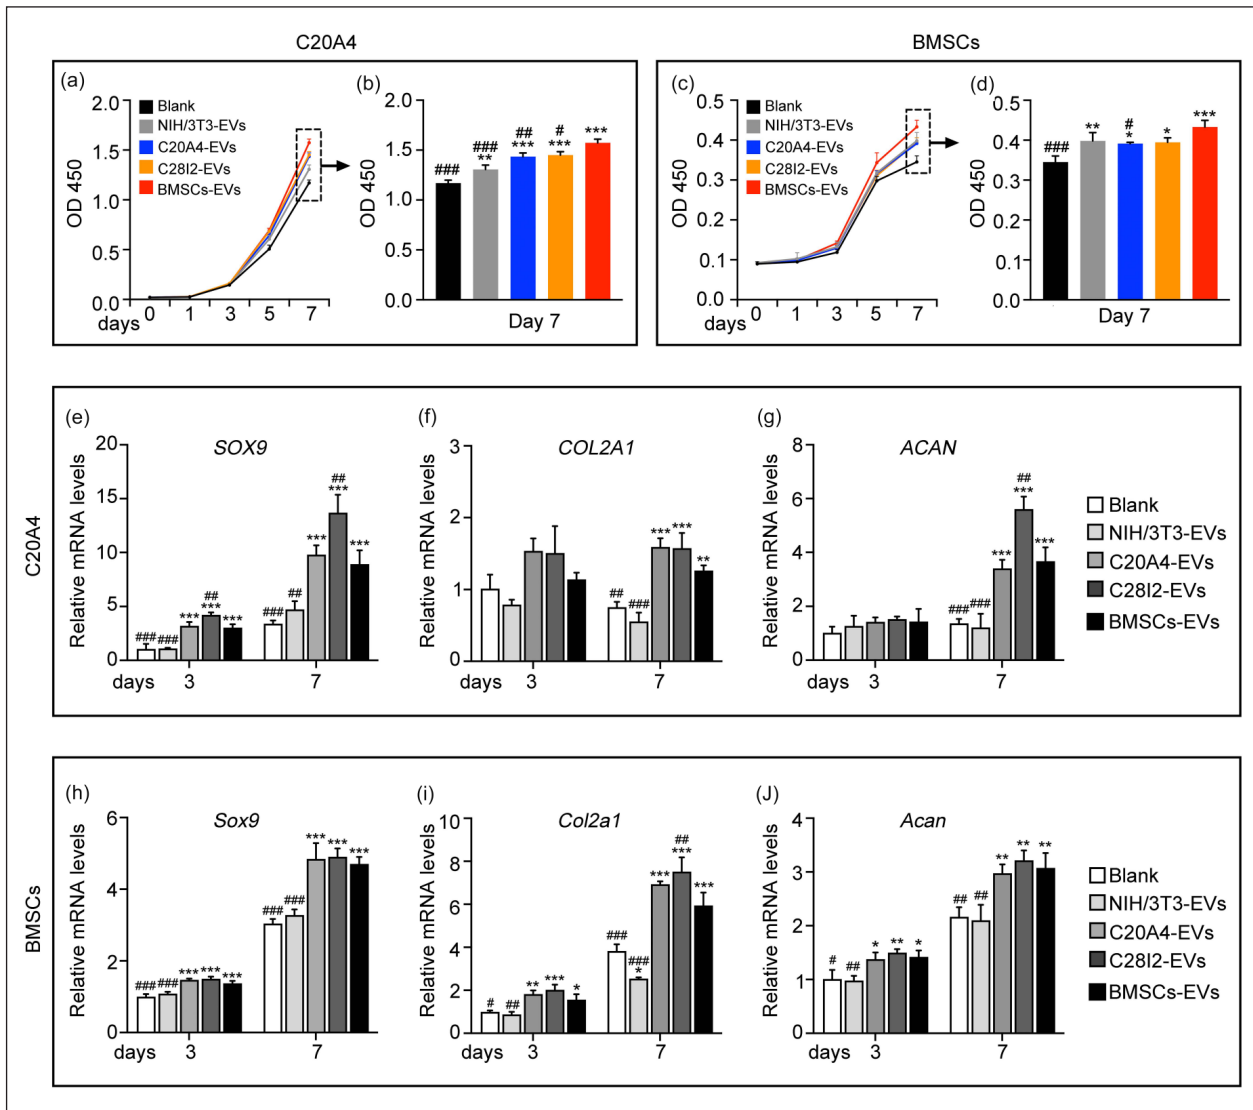 C20A4
BMSCs
(a)
2.0
1.5
1.0
0.5
0.0
OD 450
Blank
NIH/3T3-EVs
C20A4-EVs
C28I2-EVs
BMSCs-EVs
0 1 3 5 7
days
(b)
2.0
1.5
1.0
0.5
0.0
OD 450
###
###
**
##
***
#
***
***
Day 7
(c)
0.5
0.4
0.3
0.2
0.1
0.0
OD 450
Blank
NIH/3T3-EVs
C20A4-EVs
C28I2-EVs
BMSCs-EVs
0 1 3 5 7
days
(d)
0.5
0.4
0.3
0.2
0.1
0.0
OD 450
###
**
#
*
*
***
Day 7
C20A4
(e)
SOX9
Relative mRNA levels
20
15
10
5
0
### ### *** ## *** ***
### ## *** ## *** ***
days 3 7
(f)
COL2A1
Relative mRNA levels
3
2
1
0
## ### *** *** **
3 7
(g)
ACAN
Relative mRNA levels
8
6
4
2
0
### ### *** ## *** ***
days 3 7
Blank
NIH/3T3-EVs
C20A4-EVs
C28I2-EVs
BMSCs-EVs
BMSCs
(h)
Sox9
Relative mRNA levels
6
4
2
0
### ### *** *** ***
### ### *** *** ***
days 3 7
(i)
Col2a1
Relative mRNA levels
10
8
6
4
2
0
# ## ** *** *
### ### * *** ## *** ***
days 3 7
(J)
Acan
Relative mRNA levels
4
3
2
1
0
# ## * ** *
## ## ** ** **
days 3 7
Blank
NIH/3T3-EVs
C20A4-EVs
C28I2-EVs
BMSCs-EVs